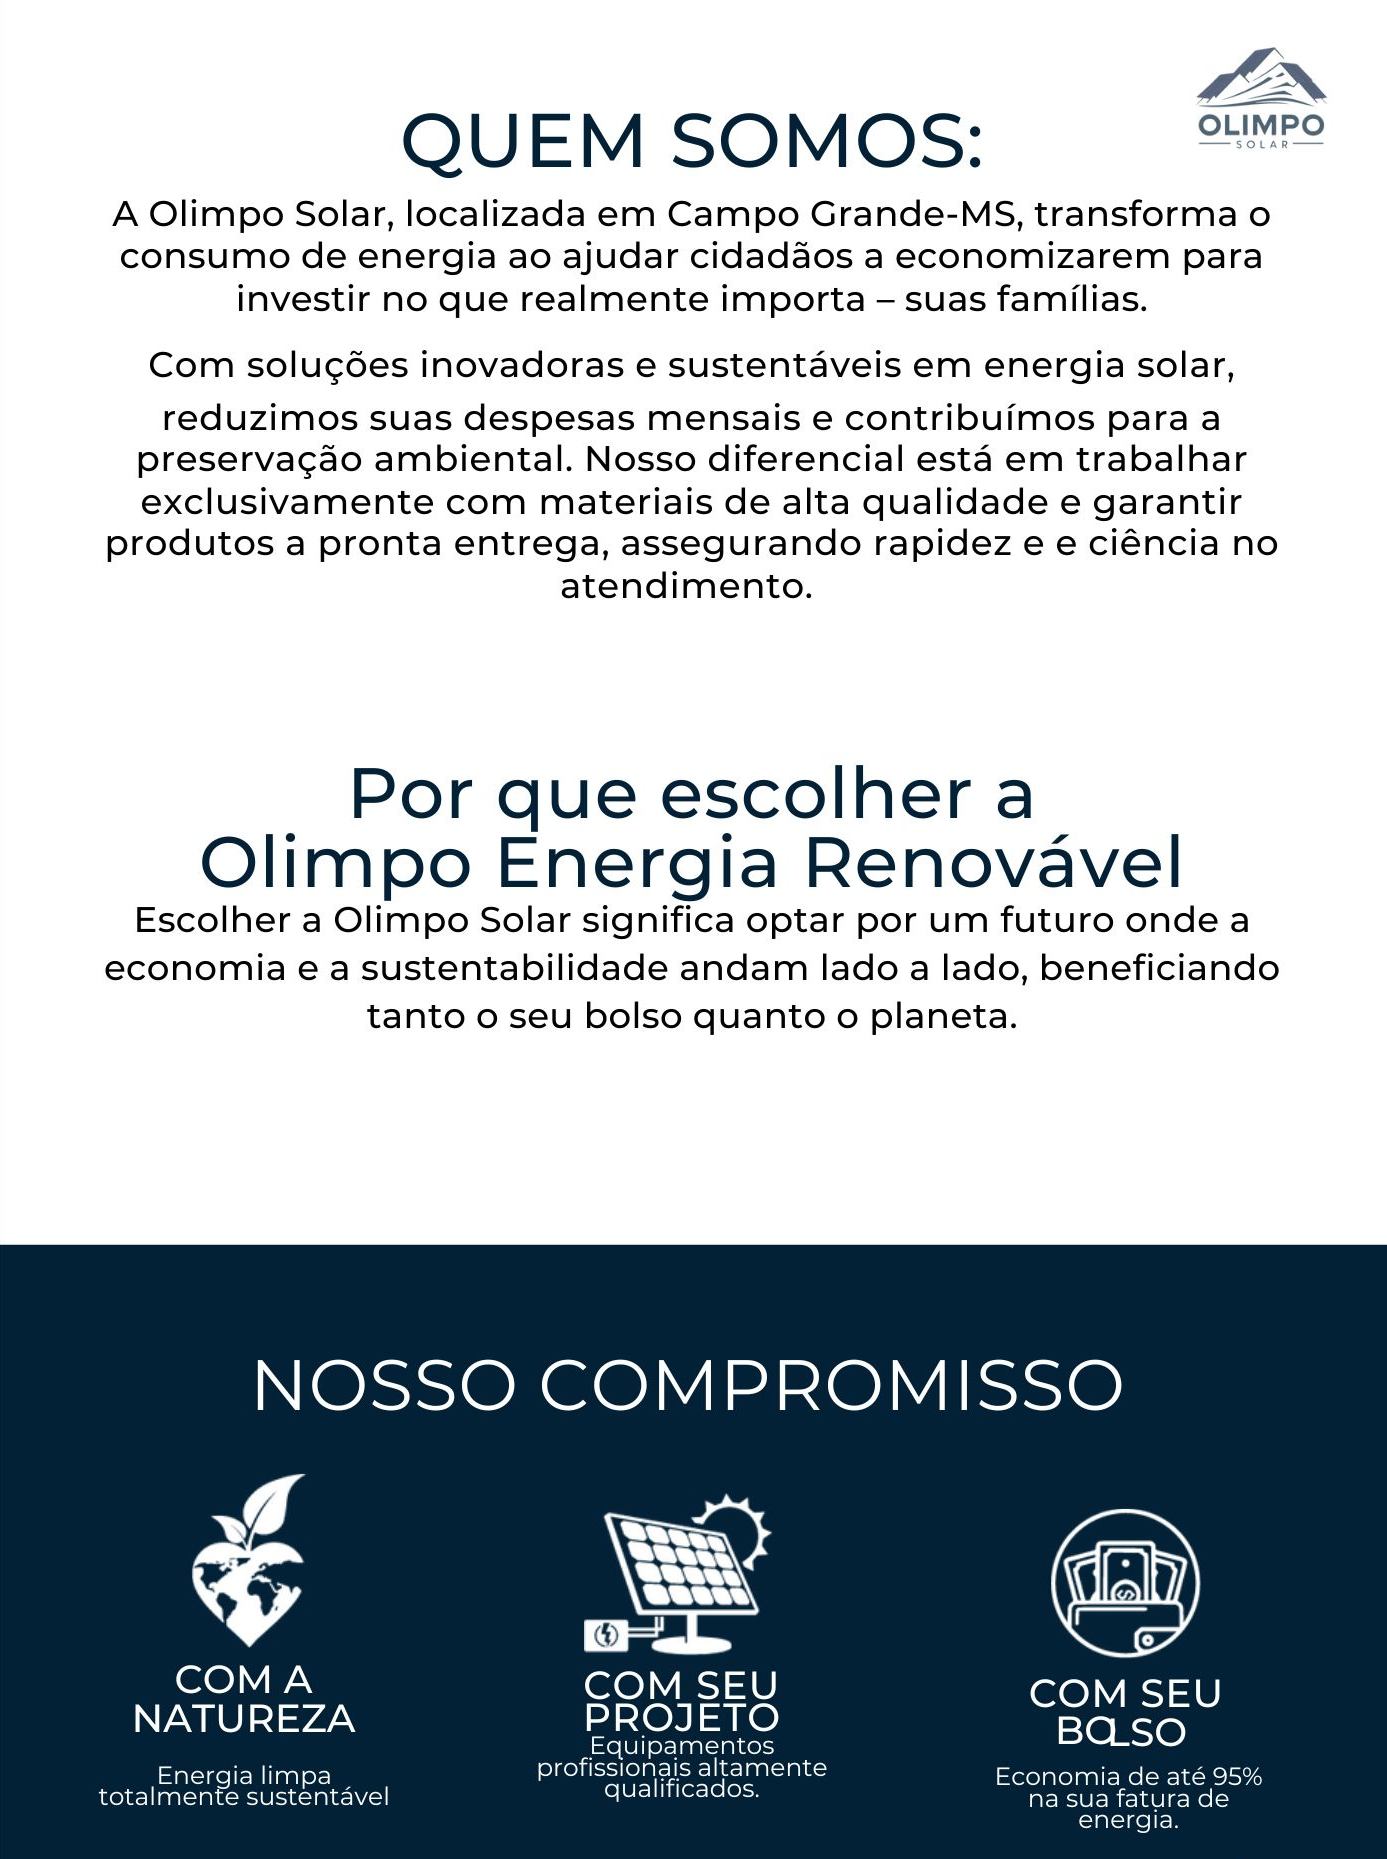 OLIMPO
SOLAR
QUEM SOMOS:
A Olimpo Solar, localizada em Campo Grande-MS, transforma o
consumo de energia ao ajudar cidadãos a economizarem para
investir no que realmente importa – suas famílias.
Com soluções inovadoras e sustentáveis em energia solar,
reduzimos suas despesas mensais e contribuímos para a
preservação ambiental. Nosso diferencial está em trabalhar
exclusivamente com materiais de alta qualidade e garantir
produtos a pronta entrega, assegurando rapidez e e ciência no
atendimento.
Por que escolher a
Olimpo Energia Renovável
Escolher a Olimpo Solar significa optar por um futuro onde a
economia e a sustentabilidade andam lado a lado, beneficiando
tanto o seu bolso quanto o planeta.
NOSSO COMPROMISSO
COM A
NATUREZA
Energia limpa
totalmente sustentável
COM SEU
PROJETO
Equipamentos
profissionais altamente
qualificados.
COM SEU
BOLSO
Economia de até 95%
na sua fatura de
energia.